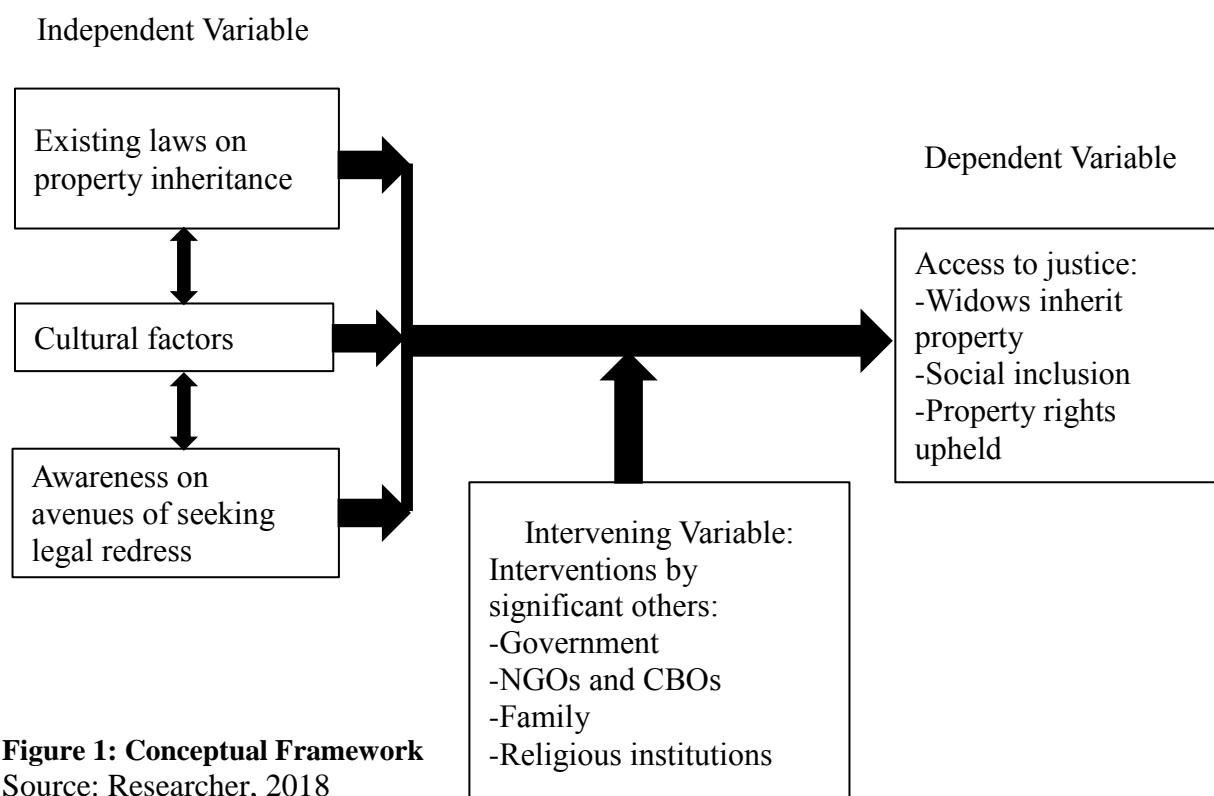 Independent Variable
Existing laws on
property inheritance
Cultural factors
Awareness on
avenues of seeking
legal redress
Dependent Variable
Access to justice:
-Widows inherit
property
-Social inclusion
-Property rights
upheld
Intervening Variable:
Interventions by
significant others:
-Government
-NGOs and CBOs
-Family
-Religious institutions
Figure 1: Conceptual Framework
Source: Researcher, 2018